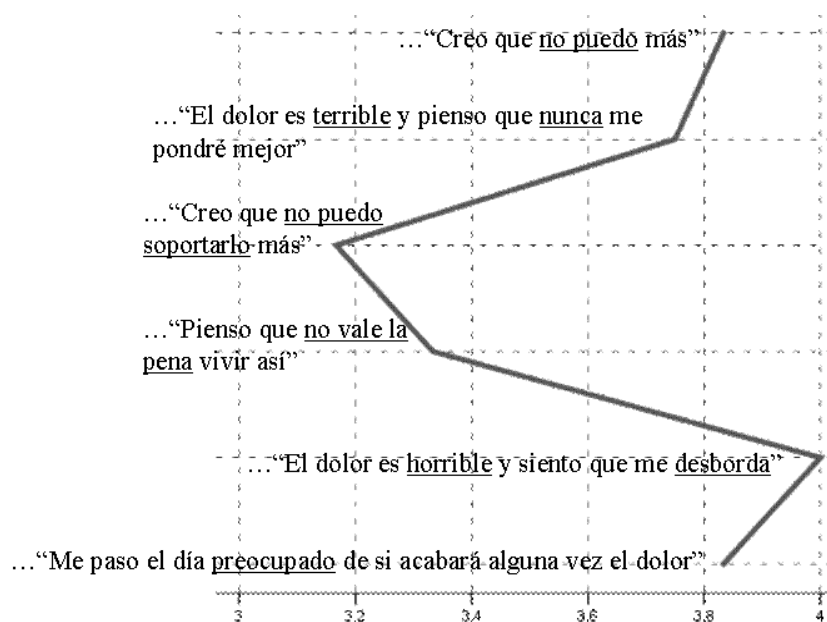 …“Creo que no puedo más”
…“El dolor es terrible y pienso que nunca me
pondré mejor”
…“Creo que no puedo
soportarlo más”
…“Pienso que no vale la
pena vivir así”
…“El dolor es horrible y siento que me desborda”
…“Me paso el día preocupado de si acabará alguna vez el dolor”
3 3.2 3.4 3.6 3.8 4